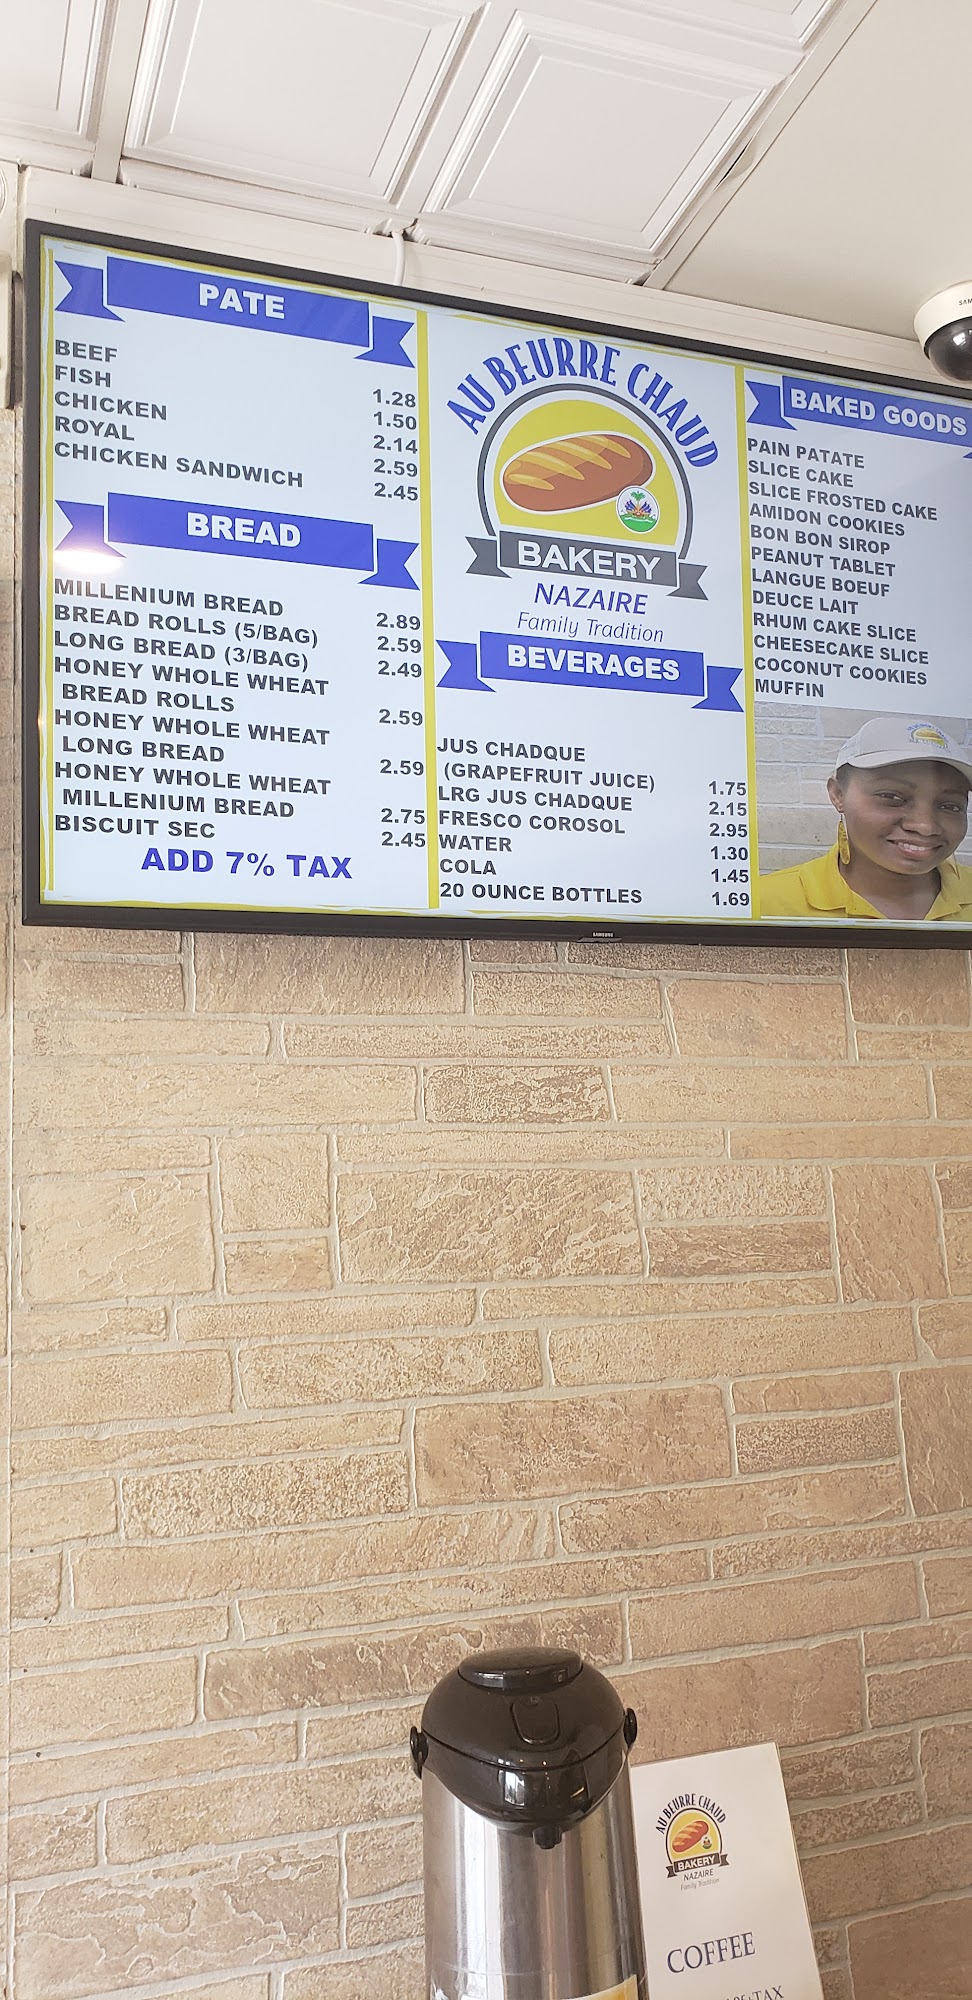 PATE
BEEF 1.28
FISH 1.50
CHICKEN 2.14
ROYAL 2.59
CHICKEN SANDWICH 2.45
BREAD
MILLENIUM BREAD 2.89
BREAD ROLLS (5/BAG) 2.59
LONG BREAD (3/BAG) 2.49
HONEY WHOLE WHEAT
BREAD ROLLS 2.59
HONEY WHOLE WHEAT
LONG BREAD 2.59
HONEY WHOLE WHEAT
MILLENIUM BREAD 2.75
BISCUIT SEC 2.45
ADD 7% TAX
AU BEURRE CHAUD
BAKERY
NAZAIRE
Family Tradition
BEVERAGES
JUS CHADQUE
(GRAPEFRUIT JUICE) 1.75
LRG JUS CHADQUE 2.15
FRESCO COROSOL 2.95
WATER 1.30
COLA 1.45
20 OUNCE BOTTLES 1.69
BAKED GOODS
PAIN PATATE
SLICE CAKE
SLICE FROSTED CAKE
AMIDON COOKIES
BON BON SIROP
PEANUT TABLET
LANGUE BOEUF
DEUCE LAIT
RHUM CAKE SLICE
CHEESECAKE SLICE
COCONUT COOKIES
MUFFIN
SAMSUNG
AU BEURRE CHAUD
BAKERY
NAZAIRE
Family Tradition
COFFEE
TAX